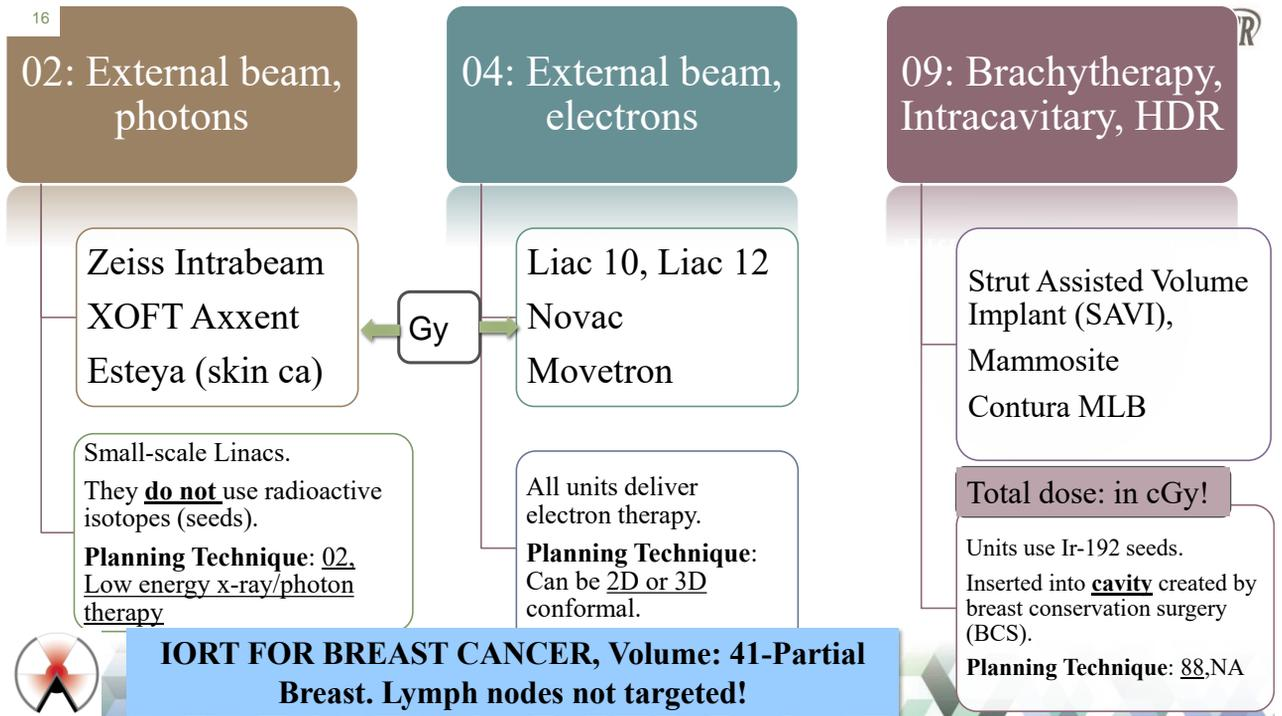 16
02: External beam,
photons
Zeiss Intrabeam
XOFT Axxent
Esteya (skin ca)
Small-scale Linacs.
They do not use radioactive
isotopes (seeds).
Planning Technique: 02,
Low energy x-ray/photon
therapy
Gy
04: External beam,
electrons
Liac 10, Liac 12
Novac
Movetron
All units deliver
electron therapy.
Planning Technique:
Can be 2D or 3D
conformal.
09: Brachytherapy,
Intracavitary, HDR
Strut Assisted Volume
Implant (SAVI),
Mammosite
Contura MLB
Total dose: in cGy!
Units use Ir-192 seeds.
Inserted into cavity created by
breast conservation surgery
(BCS).
Planning Technique: 88,NA
IORT FOR BREAST CANCER, Volume: 41-Partial
Breast. Lymph nodes not targeted!